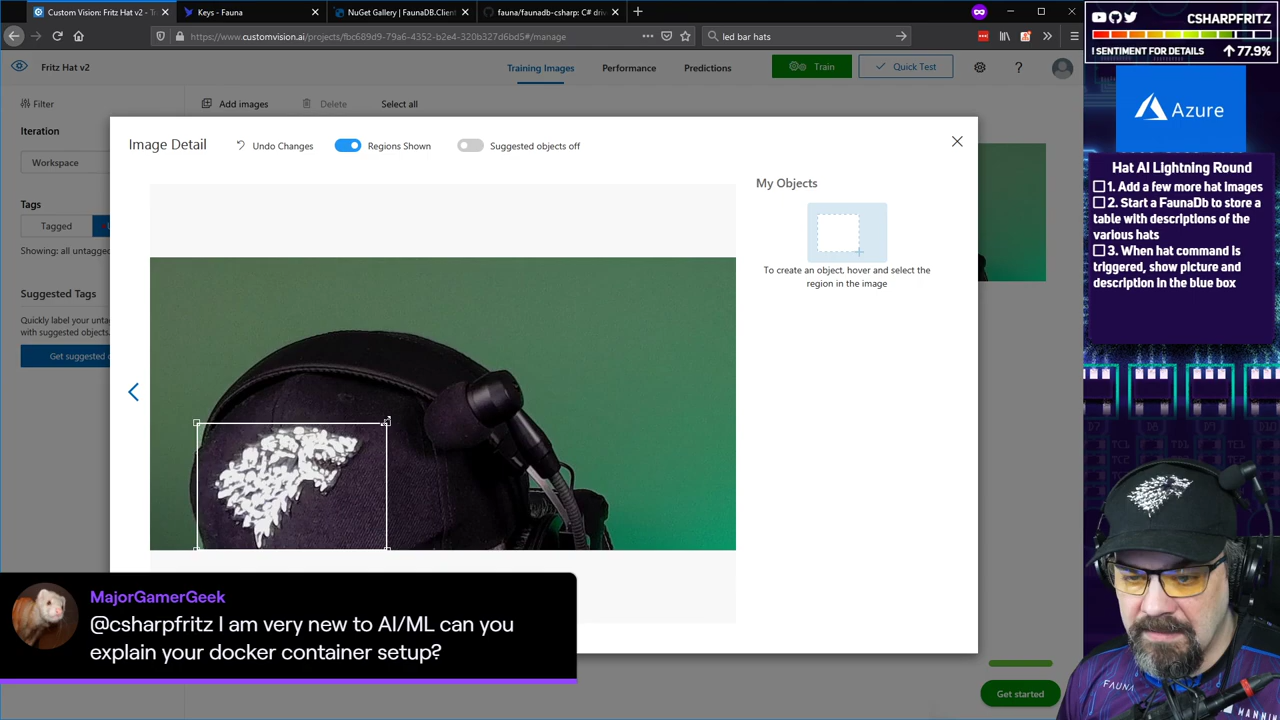 Custom Vision: Fritz Hat v2 - Tr
Keys - Fauna
NuGet Gallery | FaunaDB.Client
fauna/faunadb-csharp: C# driv
https://www.customvision.ai/projects/fbc689d9-79a6-4352-b2e4-320b327d6bd5#/manage
led bar hats
Fritz Hat v2
Training Images
Performance
Predictions
Train
Quick Test
?
Filter
Add images
Delete
Select all
Iteration
Workspace
Tags
Tagged
Showing: all untagged
Suggested Tags
Quickly label your unta
with suggested objects.
Get suggested o
Image Detail
Undo Changes
Regions Shown
Suggested objects off
My Objects
To create an object, hover and select the
region in the image
Get started
MajorGamerGeek
@csharpfritz I am very new to AI/ML can you
explain your docker container setup?
CSHARPFRITZ
! SENTIMENT FOR DETAILS
77.9%
Azure
Hat AI Lightning Round
1. Add a few more hat images
2. Start a FaunaDb to store a
table with descriptions of the
various hats
3. When hat command is
triggered, show picture and
description in the blue box
FAUNA